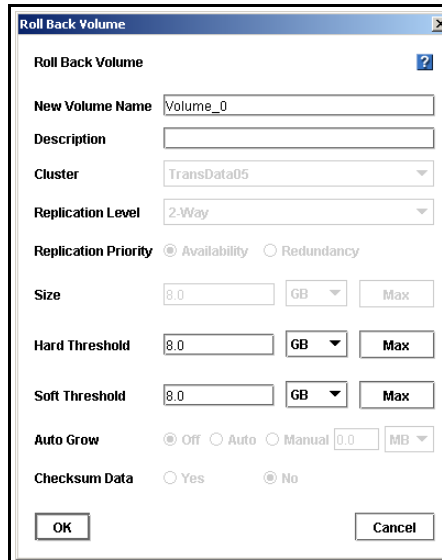 Roll Back Volume
Roll Back Volume ?
New Volume Name Volume_0
Description
Cluster TransData05
Replication Level 2-Way
Replication Priority Availability Redundancy
Size 8.0 GB Max
Hard Threshold 8.0 GB Max
Soft Threshold 8.0 GB Max
Auto Grow Off Auto Manual 0.0 MB
Checksum Data Yes No
OK Cancel